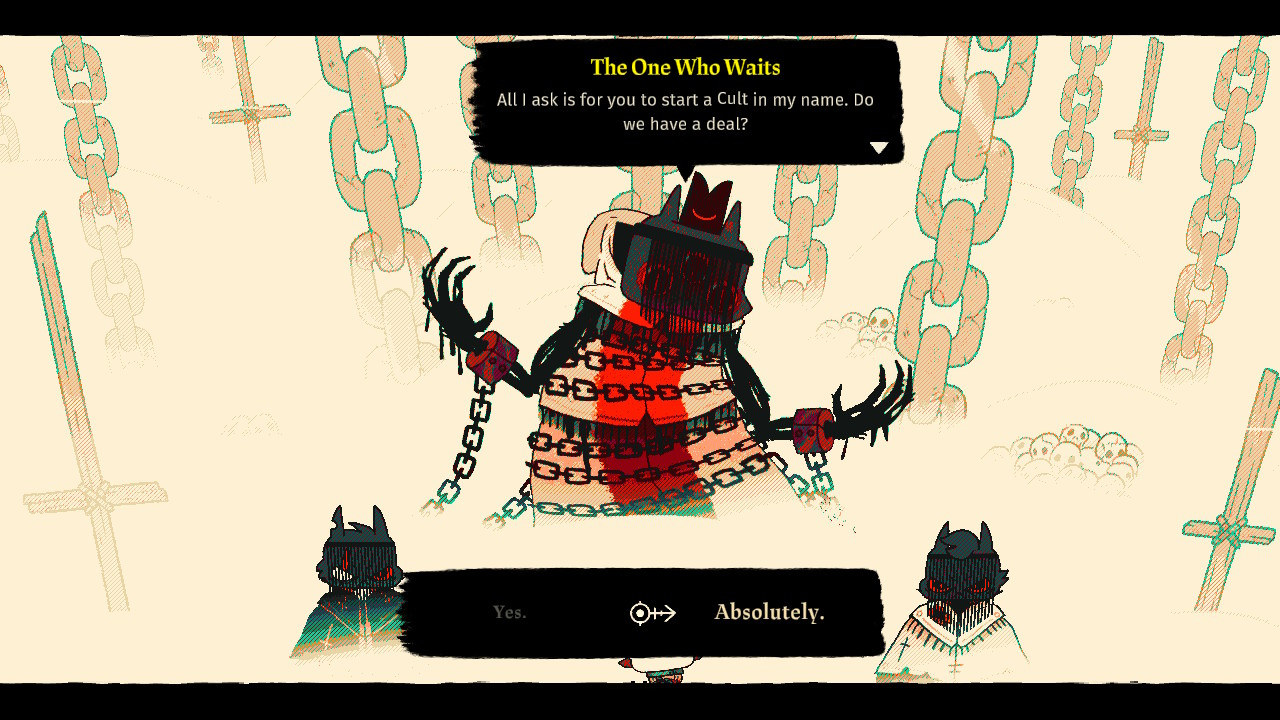 The One Who Waits
All I ask is for you to start a Cult in my name. Do
we have a deal?
Yes.
Absolutely.